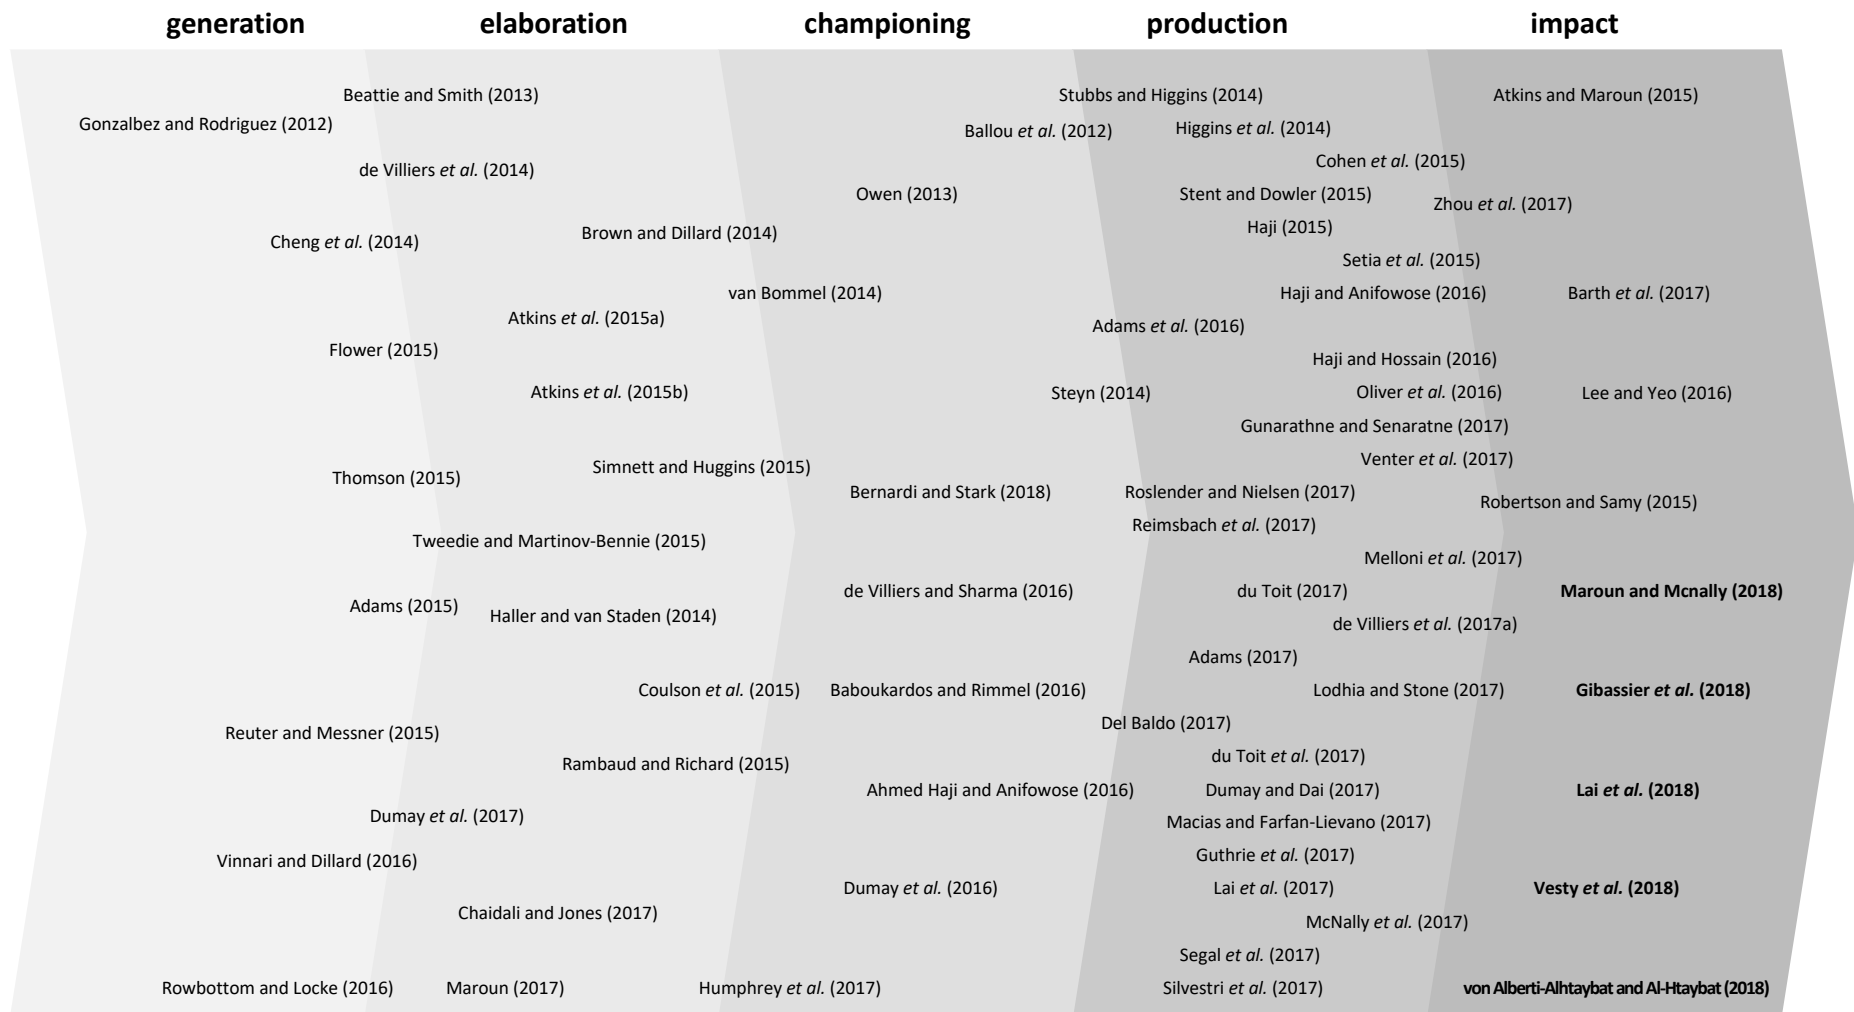 generation
elaboration
championing
production
impact
Beattie and Smith (2013)
Stubbs and Higgins (2014)
Atkins and Maroun (2015)
Gonzalbez and Rodriguez (2012)
Ballou et al. (2012)
Higgins et al. (2014)
Cohen et al. (2015)
de Villiers et al. (2014)
Owen (2013)
Stent and Dowler (2015)
Zhou et al. (2017)
Brown and Dillard (2014)
Haji (2015)
Cheng et al. (2014)
Setia et al. (2015)
van Bommel (2014)
Haji and Anifowose (2016)
Barth et al. (2017)
Atkins et al. (2015a)
Adams et al. (2016)
Flower (2015)
Haji and Hossain (2016)
Atkins et al. (2015b)
Steyn (2014)
Oliver et al. (2016)
Lee and Yeo (2016)
Gunarathne and Senaratne (2017)
Venter et al. (2017)
Simnett and Huggins (2015)
Thomson (2015)
Bernardi and Stark (2018)
Roslender and Nielsen (2017)
Robertson and Samy (2015)
Reimsbach et al. (2017)
Tweedie and Martinov-Bennie (2015)
Melloni et al. (2017)
de Villiers and Sharma (2016)
du Toit (2017)
Maroun and Mcnally (2018)
Adams (2015)
Haller and van Staden (2014)
de Villiers et al. (2017a)
Adams (2017)
Coulson et al. (2015)
Baboukardos and Rimmel (2016)
Lodhia and Stone (2017)
Gibassier et al. (2018)
Del Baldo (2017)
Reuter and Messner (2015)
du Toit et al. (2017)
Rambaud and Richard (2015)
Ahmed Haji and Anifowose (2016)
Dumay and Dai (2017)
Lai et al. (2018)
Dumay et al. (2017)
Macias and Farfan-Lievano (2017)
Guthrie et al. (2017)
Vinnari and Dillard (2016)
Dumay et al. (2016)
Lai et al. (2017)
Vesty et al. (2018)
Chaidali and Jones (2017)
McNally et al. (2017)
Segal et al. (2017)
Rowbottom and Locke (2016)
Maroun (2017)
Humphrey et al. (2017)
Silvestri et al. (2017)
von Alberti-Alhtaybat and Al-Htaybat (2018)